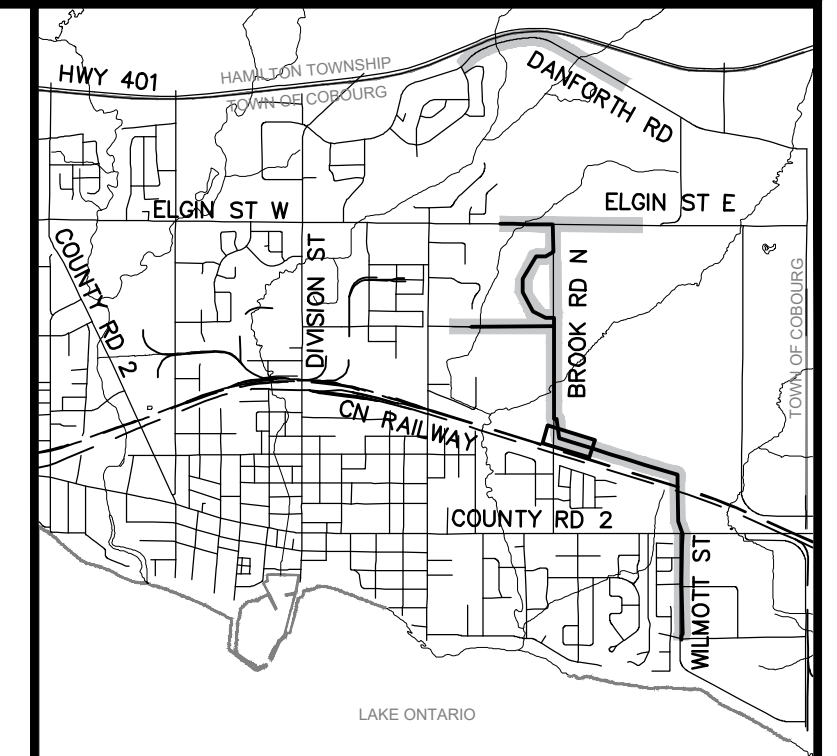 HWY 401
HAMILTON TOWNSHIP
TOWN OF COBOURG
DANFORTH RD
ELGIN ST W
ELGIN ST E
COUNTY RD 2
DIVISION ST
BROOK RD N
TOWN OF COBOURG
CN RAILWAY
COUNTY RD 2
WILMOTT ST
LAKE ONTARIO